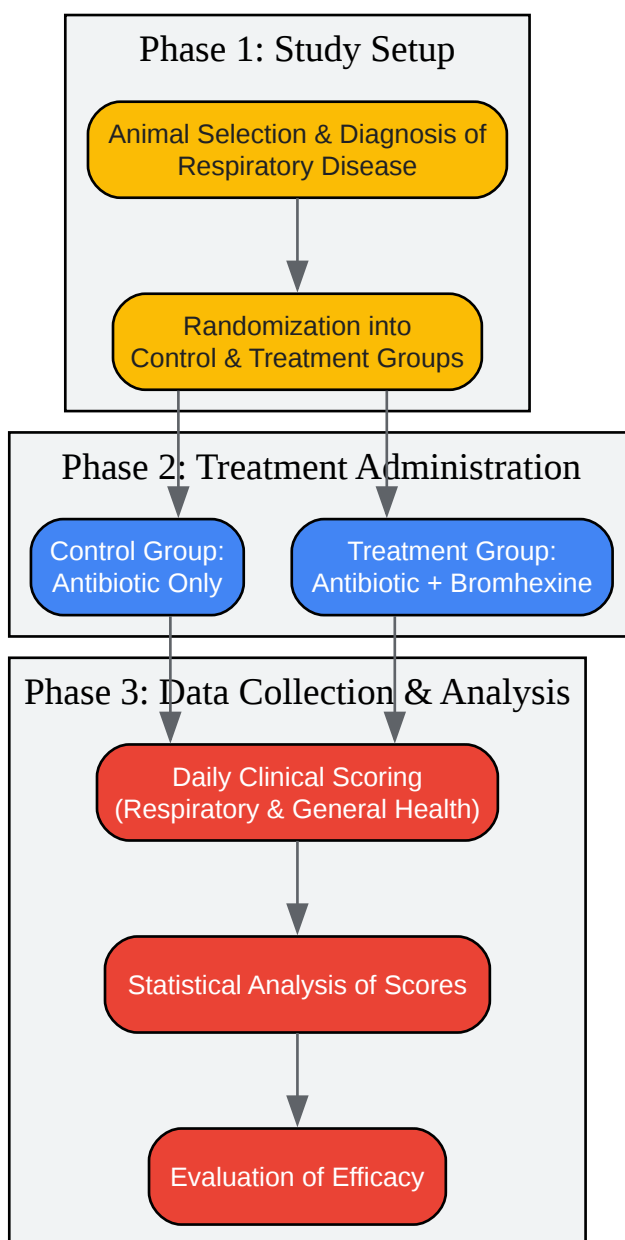 Phase 1: Study Setup
Animal Selection & Diagnosis of
Respiratory Disease
Randomization into
Control & Treatment Groups
Phase 2: Treatment Administration
Control Group:
Antibiotic Only
Treatment Group:
Antibiotic + Bromhexine
Phase 3: Data Collection & Analysis
Daily Clinical Scoring
(Respiratory & General Health)
Statistical Analysis of Scores
Evaluation of Efficacy